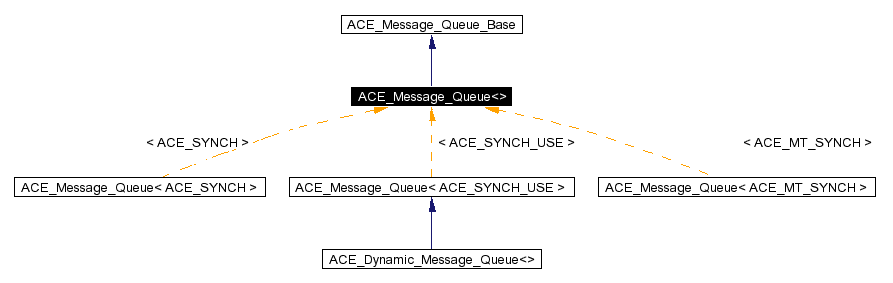 ACE_Message_Queue_Base
ACE_Message_Queue<>
< ACE_SYNCH >
< ACE_SYNCH_USE >
< ACE_MT_SYNCH >
ACE_Message_Queue< ACE_SYNCH >
ACE_Message_Queue< ACE_SYNCH_USE >
ACE_Message_Queue< ACE_MT_SYNCH >
ACE_Dynamic_Message_Queue<>